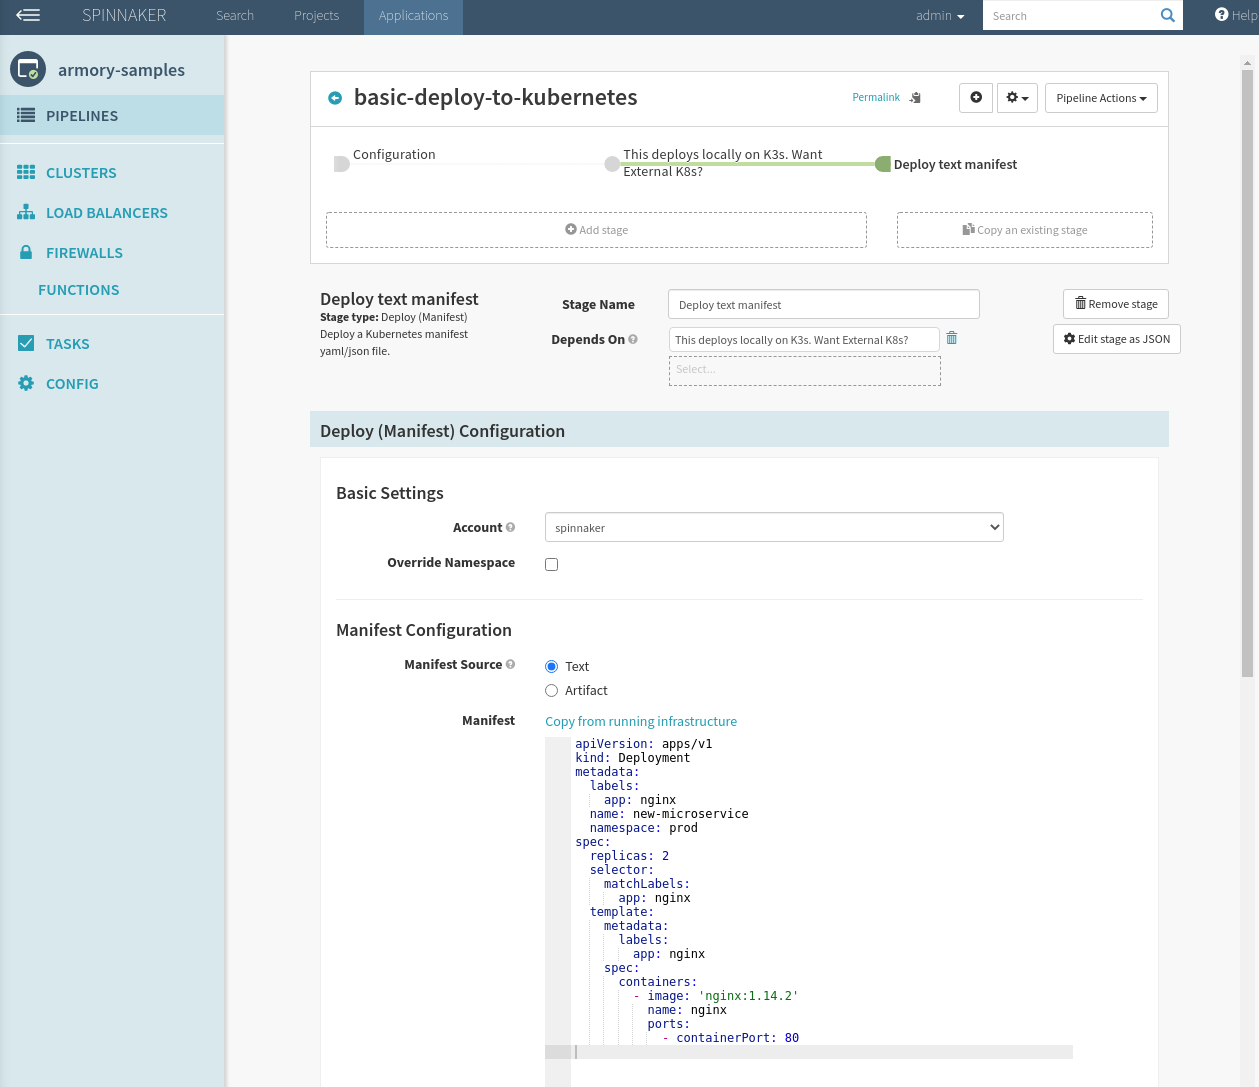 SPINNAKER Search Projects Applications admin Search Help
armory-samples
PIPELINES
CLUSTERS
LOAD BALANCERS
FIREWALLS
FUNCTIONS
TASKS
CONFIG
basic-deploy-to-kubernetes Permalink Pipeline Actions
Configuration
This deploys locally on K3s. Want
External K8s?
Deploy text manifest
Add stage Copy an existing stage
Deploy text manifest
Stage type: Deploy (Manifest)
Deploy a Kubernetes manifest
yaml/json file.
Stage Name Deploy text manifest
Depends On This deploys locally on K3s. Want External K8s?
Select...
Remove stage
Edit stage as JSON
Deploy (Manifest) Configuration
Basic Settings
Account spinnaker
Override Namespace
Manifest Configuration
Manifest Source Text
Artifact
Manifest Copy from running infrastructure
apiVersion: apps/v1
kind: Deployment
metadata:
  labels:
    app: nginx
  name: new-microservice
  namespace: prod
spec:
  replicas: 2
  selector:
    matchLabels:
      app: nginx
  template:
    metadata:
      labels:
        app: nginx
    spec:
      containers:
        - image: 'nginx:1.14.2'
          name: nginx
          ports:
            - containerPort: 80